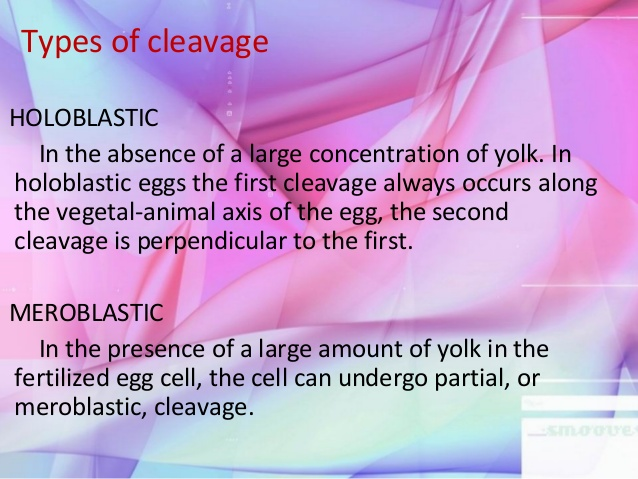 Types of cleavage
HOLOBLASTIC
In the absence of a large concentration of yolk. In
holoblastic eggs the first cleavage always occurs along
the vegetal-animal axis of the egg, the second
cleavage is perpendicular to the first.
MEROBLASTIC
In the presence of a large amount of yolk in the
fertilized egg cell, the cell can undergo partial, or
meroblastic, cleavage.